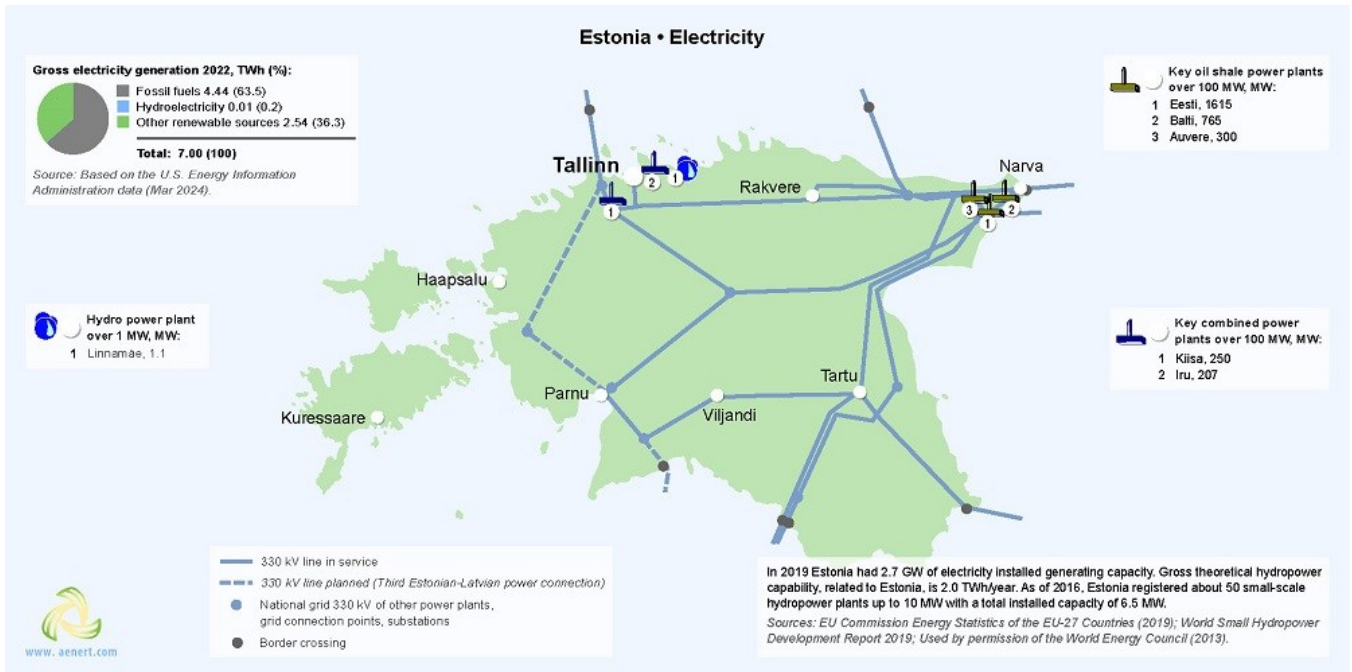 Estonia • Electricity
Gross electricity generation 2022, TWh (%):
Fossil fuels 4.44 (63.5)
Hydroelectricity 0.01 (0.2)
Other renewable sources 2.54 (36.3)
Total: 7.00 (100)
Source: Based on the U.S. Energy Information
Administration data (Mar 2024).
Key oil shale power plants
over 100 MW, MW:
1 Eesti, 1615
2 Balti, 765
3 Auvere, 300
Tallinn
2
1
1
Rakvere
Narva
3
2
1
Haapsalu
Hydro power plant
over 1 MW, MW:
1 Linnamäe, 1.1
Key combined power
plants over 100 MW, MW:
1 Kiisa, 250
2 Iru, 207
Parnu
Viljandi
Tartu
Kuressaare
330 kV line in service
330 kV line planned (Third Estonian-Latvian power connection)
National grid 330 kV of other power plants,
grid connection points, substations
Border crossing
In 2019 Estonia had 2.7 GW of electricity installed generating capacity. Gross theoretical hydropower
capability, related to Estonia, is 2.0 TWh/year. As of 2016, Estonia registered about 50 small-scale
hydropower plants up to 10 MW with a total installed capacity of 6.5 MW.
Sources: EU Commission Energy Statistics of the EU-27 Countries (2019); World Small Hydropower
Development Report 2019; Used by permission of the World Energy Council (2013).
www. aenert.com